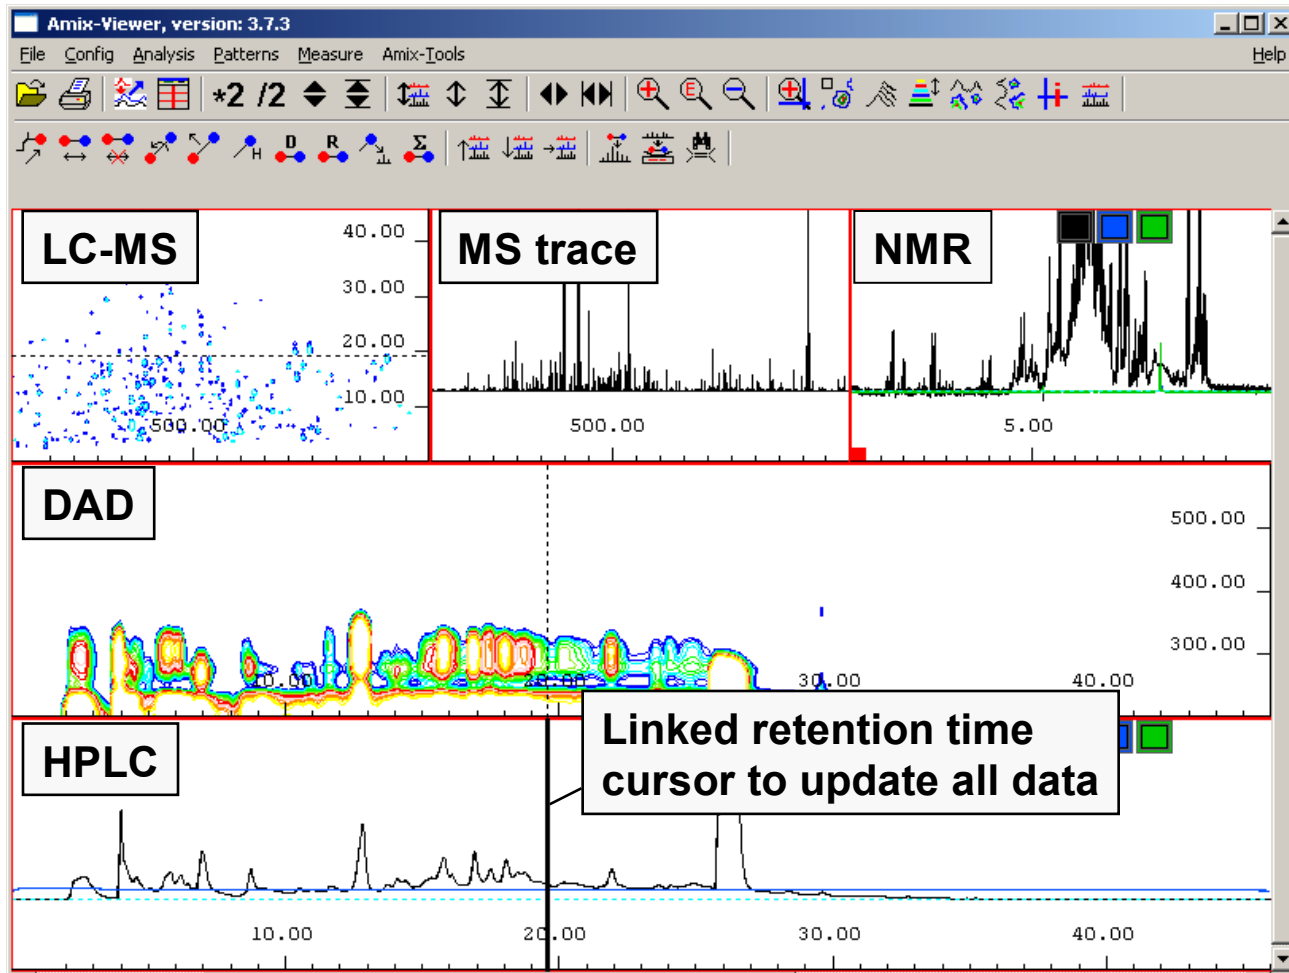 Amix-Viewer, version: 3.7.3
File Config Analysis Patterns Measure Amix-Tools Help
*2 /2 E
H D R Σ
LC-MS
40.00
30.00
20.00
10.00
500.00
MS trace
500.00
NMR
5.00
DAD
500.00
400.00
300.00
10.00 20.00 30.00 40.00
HPLC
Linked retention time
cursor to update all data
10.00 20.00 30.00 40.00